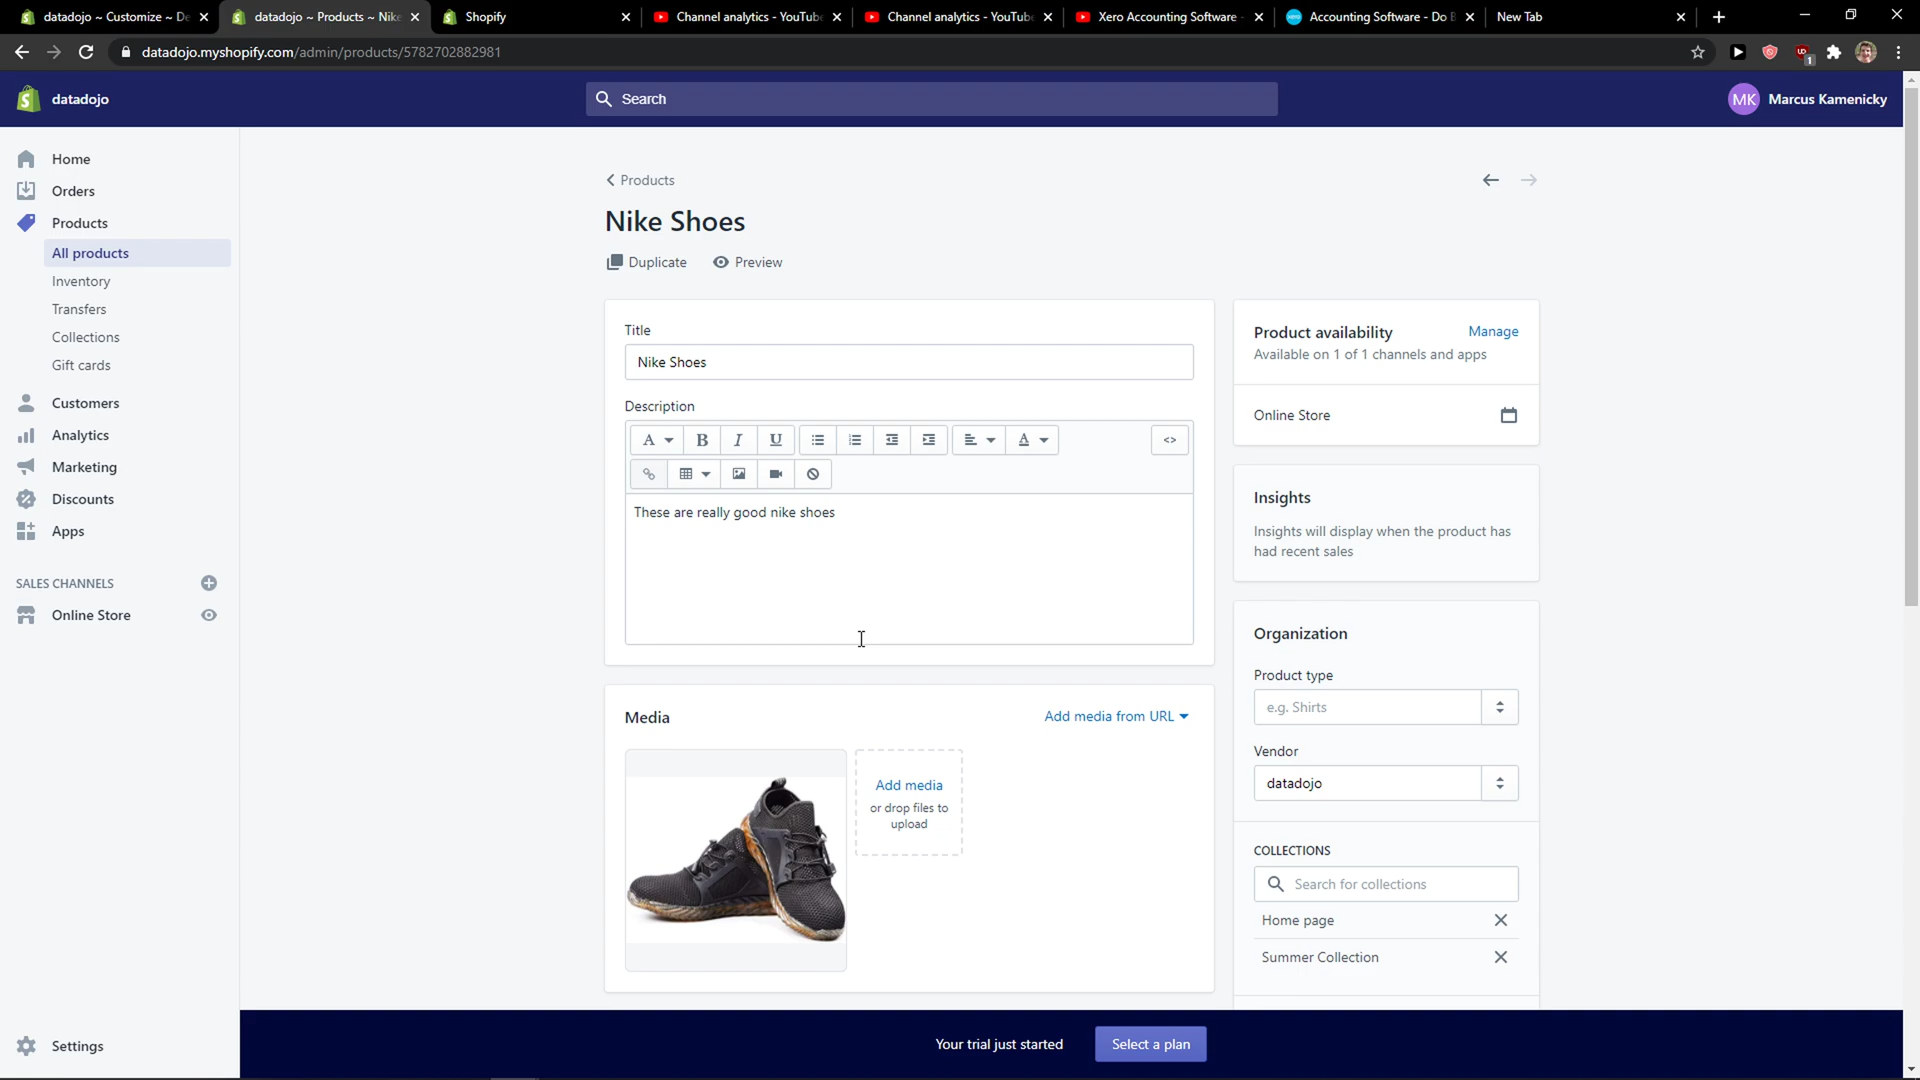 datadojo ~ Customize ~ De
datadojo ~ Products ~ Nike
Shopify
Channel analytics - YouTube
Channel analytics - YouTube
Xero Accounting Software -
Accounting Software - Do B
New Tab
datadojo.myshopify.com/admin/products/5782702882981
1
datadojo
Search
MK
Marcus Kamenicky
Home
Orders
Products
All products
Inventory
Transfers
Collections
Gift cards
Customers
Analytics
Marketing
Discounts
Apps
SALES CHANNELS
Online Store
Settings
Products
Nike Shoes
Duplicate
Preview
Title
Nike Shoes
Description
A
B
I
U
A
<>
These are really good nike shoes
Media
Add media from URL
Add media
or drop files to
upload
Product availability
Manage
Available on 1 of 1 channels and apps
Online Store
Insights
Insights will display when the product has
had recent sales
Organization
Product type
e.g. Shirts
Vendor
datadojo
COLLECTIONS
Search for collections
Home page
Summer Collection
Your trial just started
Select a plan